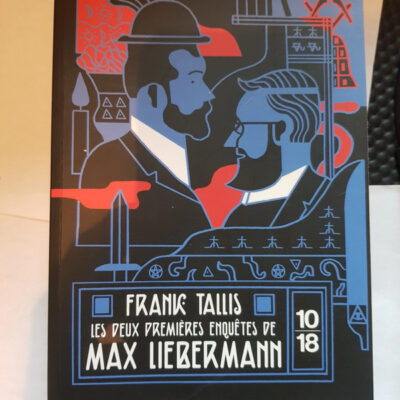 FRANK TALLIS
LES DEUX PREMIÈRES ENQUÊTES DE
MAX LIEBERMANN
10
18